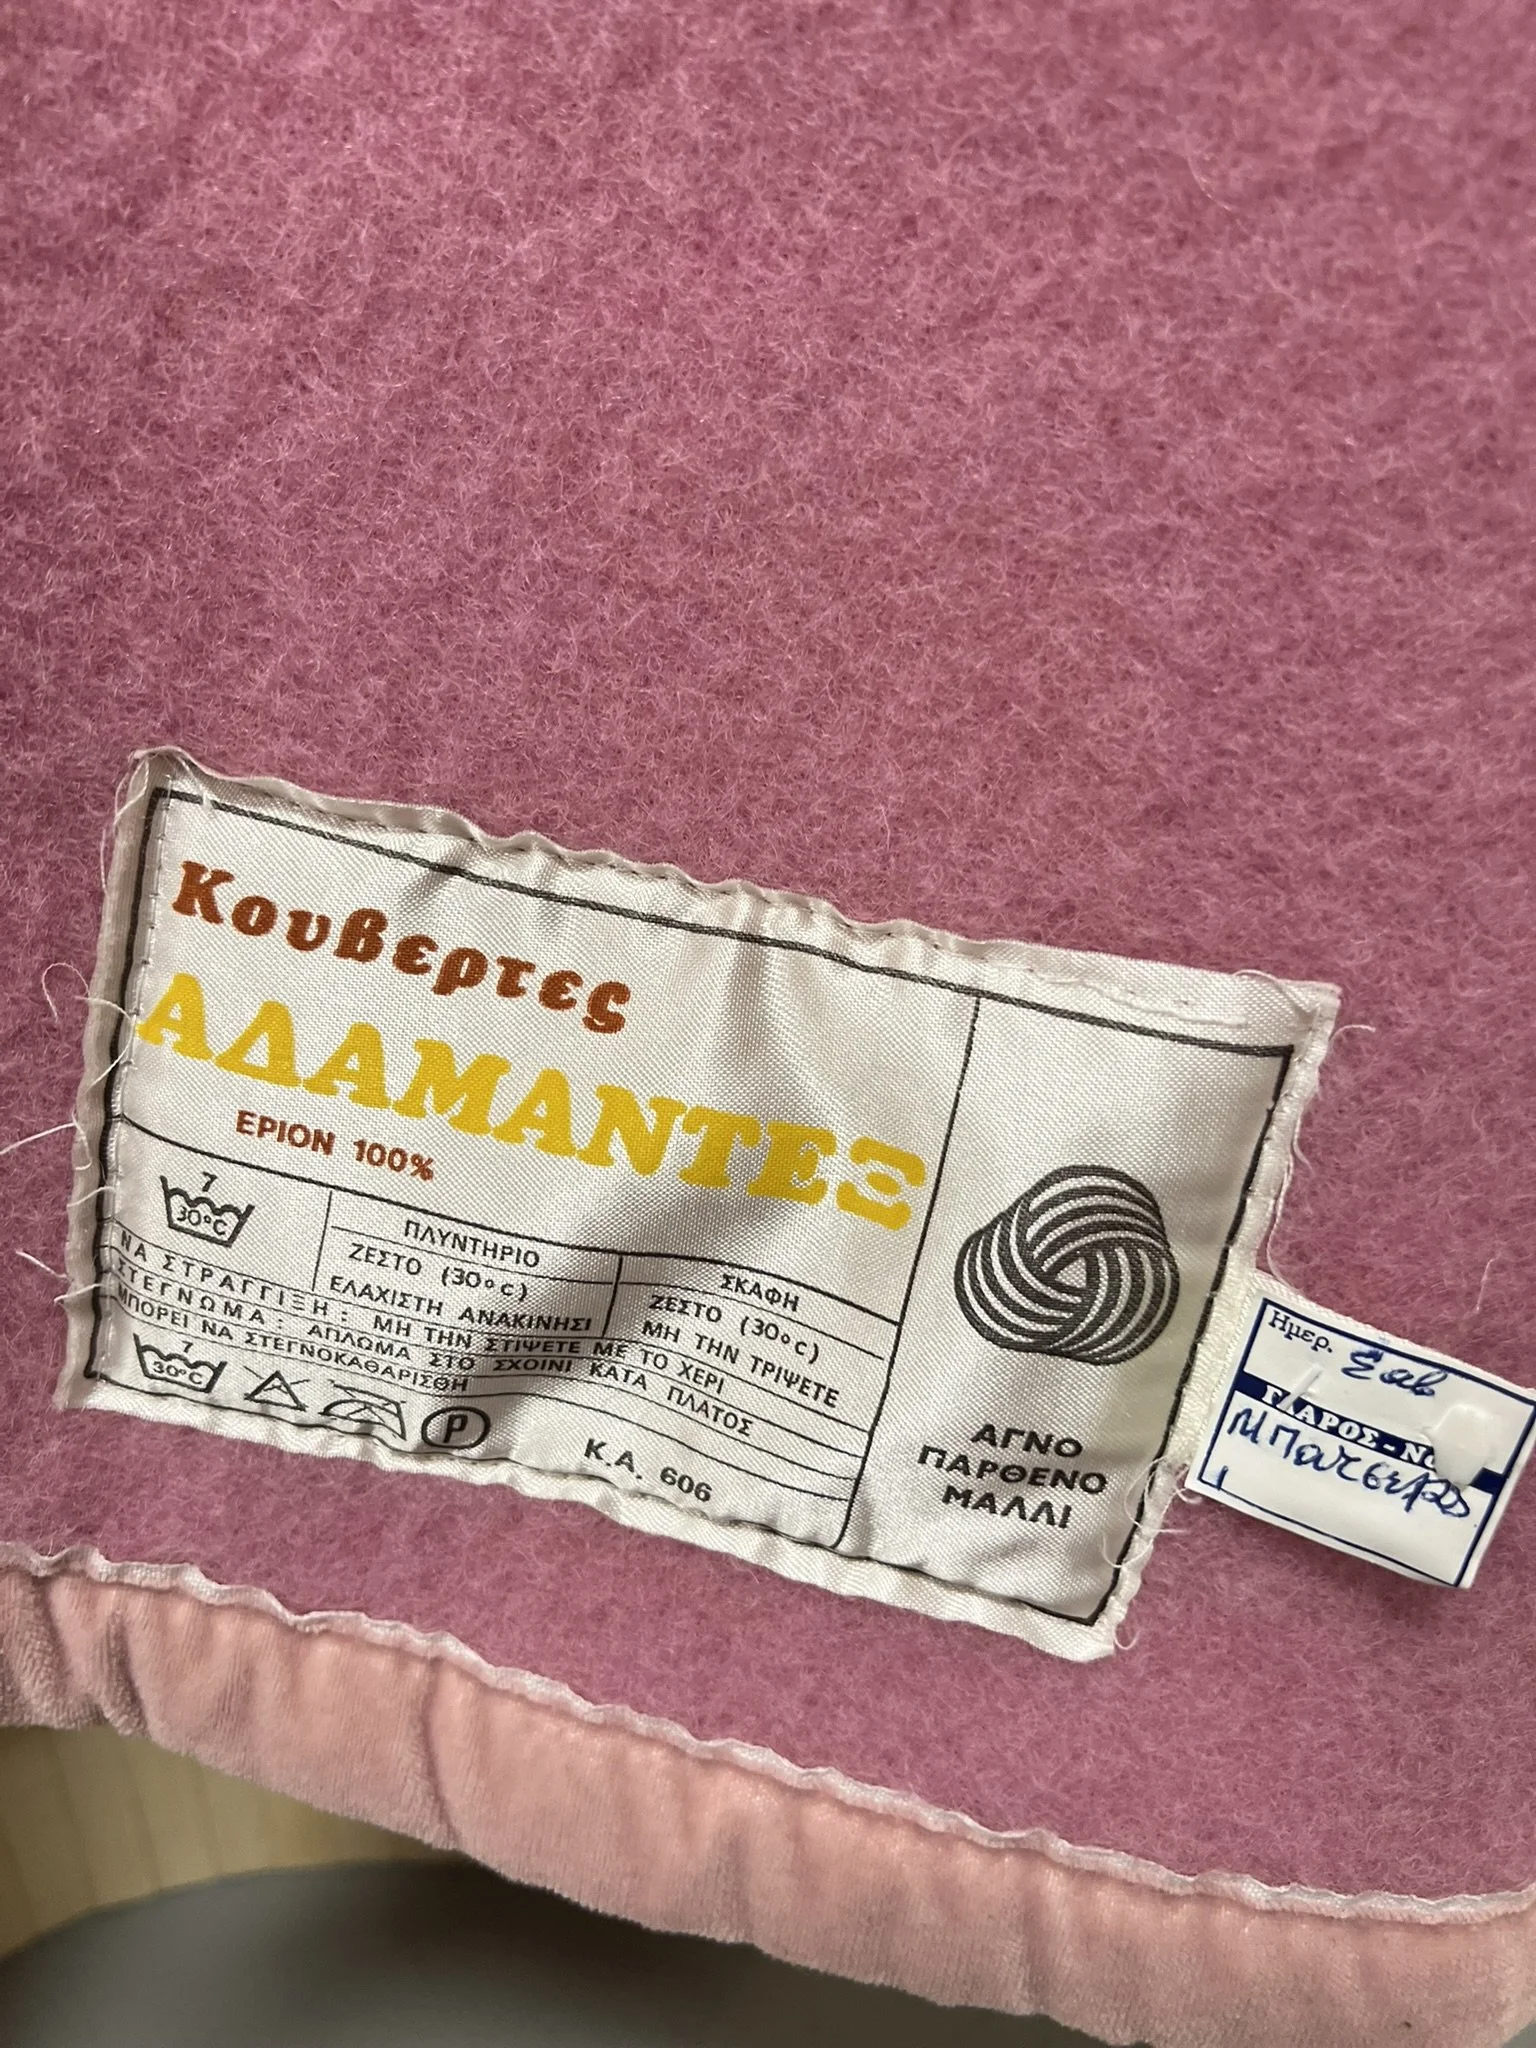 Κουβερτες
ΑΔΑΜΑΝΤΕΞ
ΕΡΙΟΝ 100%
7
30°C
ΠΛΥΝΤΗΡΙΟ
ΖΕΣΤΟ (30°C)
ΕΛΑΧΙΣΤΗ ΑΝΑΚΙΝΗΣΙ
ΣΚΑΦΗ
ΖΕΣΤΟ (30°C)
ΜΗ ΤΗΝ ΤΡΙΨΕΤΕ
ΝΑ ΣΤΡΑΓΓΙΞΗ: ΜΗ ΤΗΝ ΣΤΙΨΕΤΕ ΜΕ ΤΟ ΧΕΡΙ
ΣΤΕΓΝΩΜΑ: ΑΠΛΩΜΑ ΣΤΟ ΣΧΟΙΝΙ ΚΑΤΑ ΠΛΑΤΟΣ
ΜΠΟΡΕΙ ΝΑ ΣΤΕΓΝΟΚΑΘΑΡΙΣΘΗ
7
30°C
P
Κ.Α. 606
ΑΓΝΟ
ΠΑΡΘΕΝΟ
ΜΑΛΛΙ
Ημερ. Σαβ
ΓΛΑΡΟΣ-